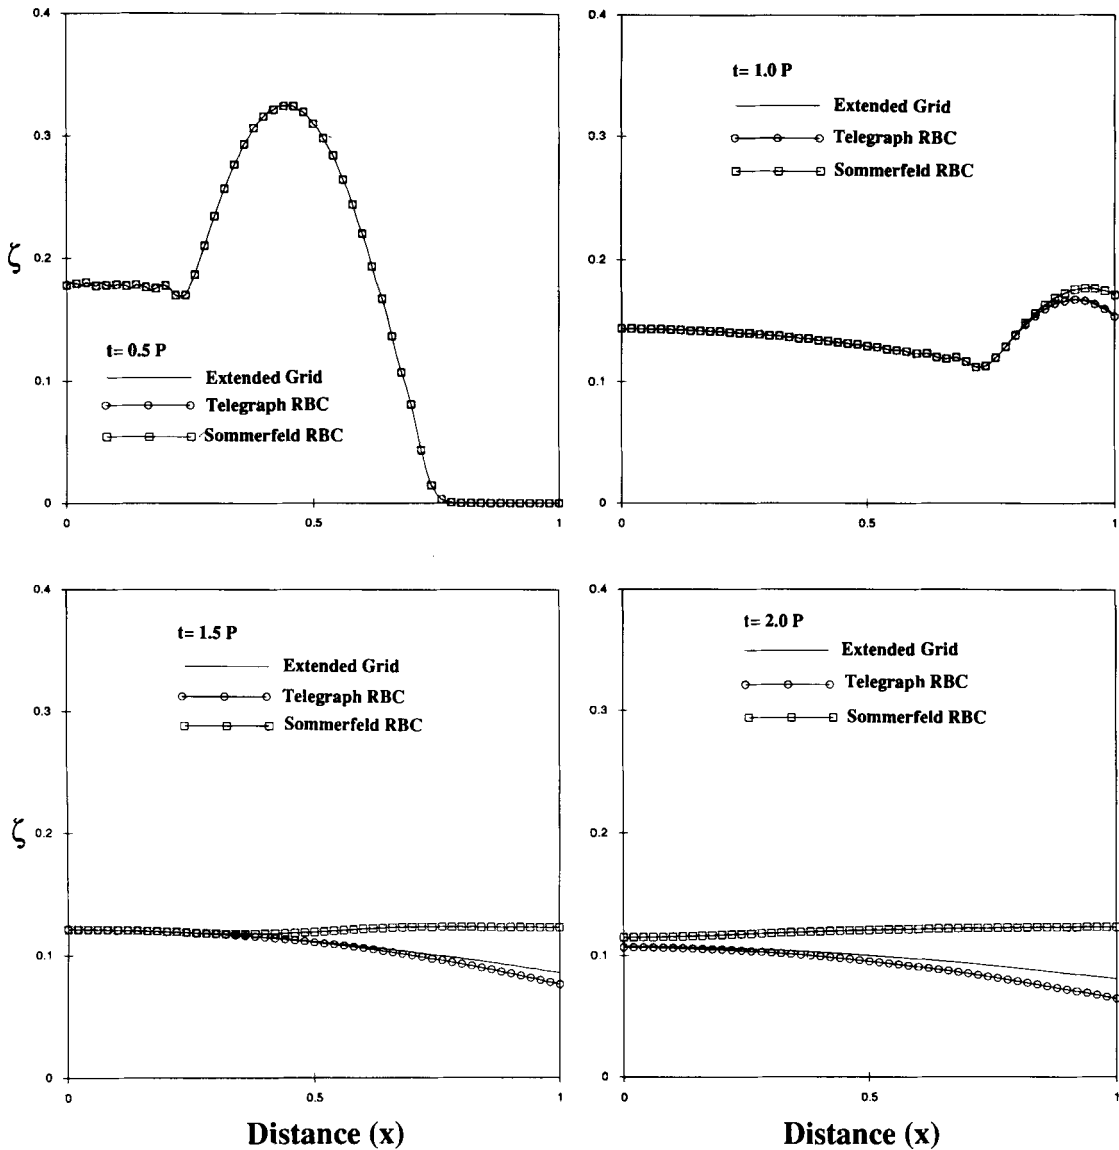 0.4
0.3
ζ
0.2
t= 0.5 P
Extended Grid
Telegraph RBC
Sommerfeld RBC
0.1
0
0
0.5
1
0.4
t= 1.0 P
Extended Grid
Telegraph RBC
Sommerfeld RBC
0.3
0.2
0.1
0
0
0.5
1
0.4
t= 1.5 P
Extended Grid
Telegraph RBC
Sommerfeld RBC
0.3
0.2
ζ
0.1
0
0
0.5
1
Distance (x)
0.4
t= 2.0 P
Extended Grid
Telegraph RBC
Sommerfeld RBC
0.3
0.2
0.1
0
0
0.5
1
Distance (x)